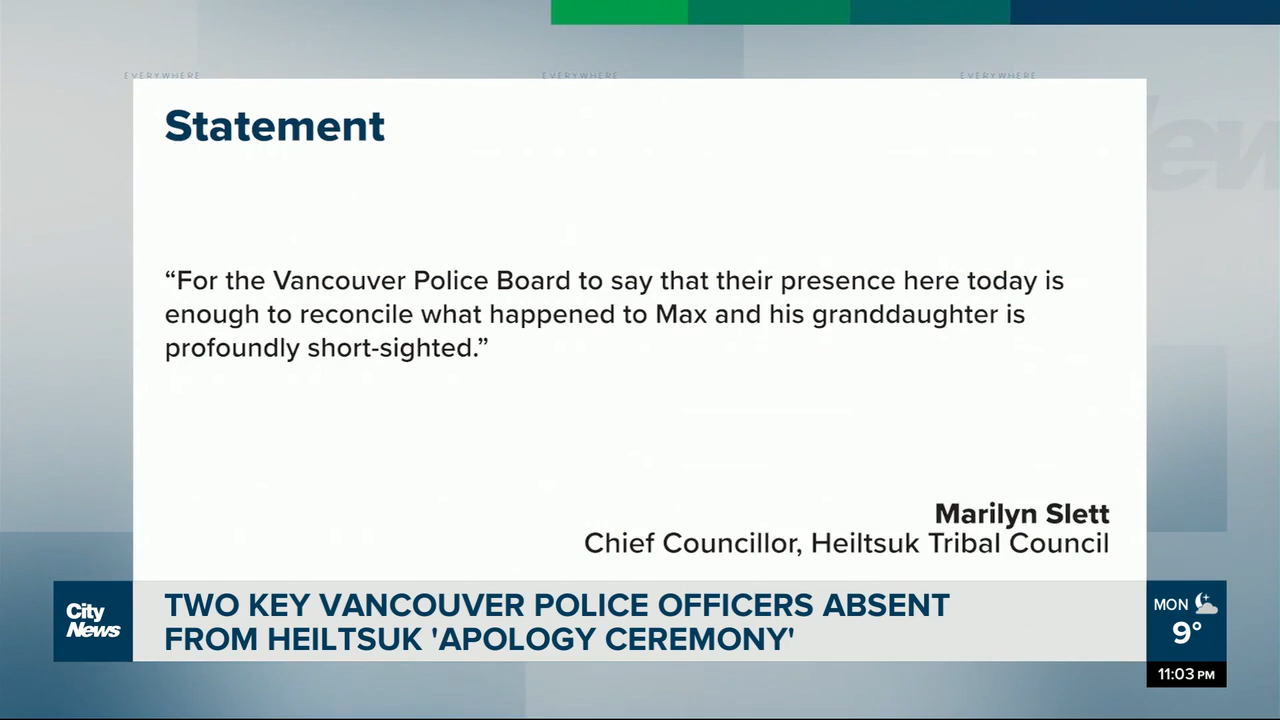 EVERYWHERE EVERYWHERE EVERYWHERE
Statement
“For the Vancouver Police Board to say that their presence here today is
enough to reconcile what happened to Max and his granddaughter is
profoundly short-sighted.”
Marilyn Slett
Chief Councillor, Heiltsuk Tribal Council
City
News
TWO KEY VANCOUVER POLICE OFFICERS ABSENT
FROM HEILTSUK 'APOLOGY CEREMONY'
MON
9°
11:03 PM